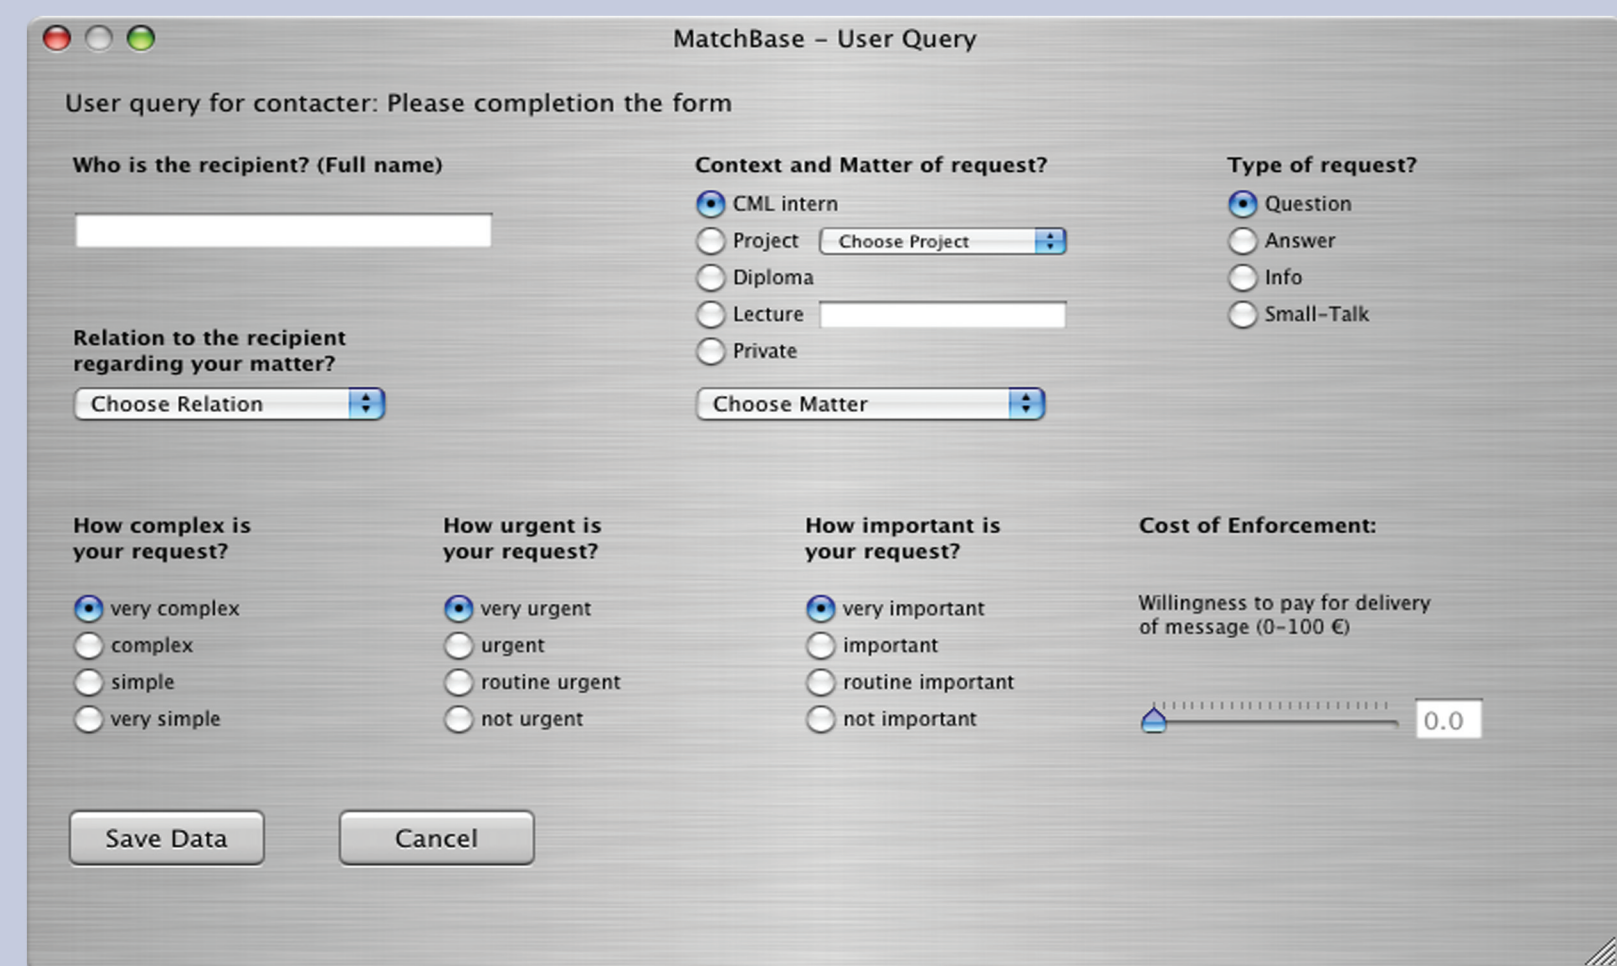 MatchBase - User Query
User query for contacter: Please completion the form
Who is the recipient? (Full name)
Relation to the recipient
regarding your matter?
Choose Relation
Context and Matter of request?
CML intern
Project Choose Project
Diploma
Lecture
Private
Choose Matter
Type of request?
Question
Answer
Info
Small-Talk
How complex is
your request?
very complex
complex
simple
very simple
How urgent is
your request?
very urgent
urgent
routine urgent
not urgent
How important is
your request?
very important
important
routine important
not important
Cost of Enforcement:
Willingness to pay for delivery
of message (0-100 €)
0.0
Save Data
Cancel